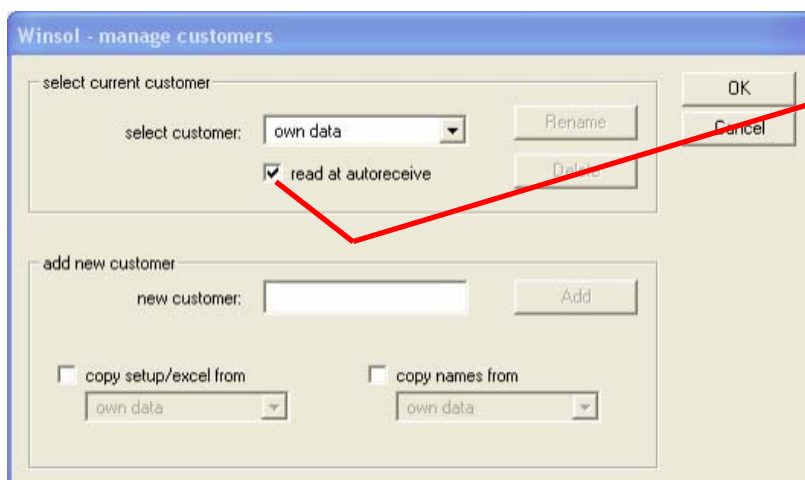 Winsol - manage customers
select current customer
OK
select customer: own data Rename
Cancel
read at autoreceive Delete
add new customer
new customer: Add
copy setup/excel from copy names from
own data own data